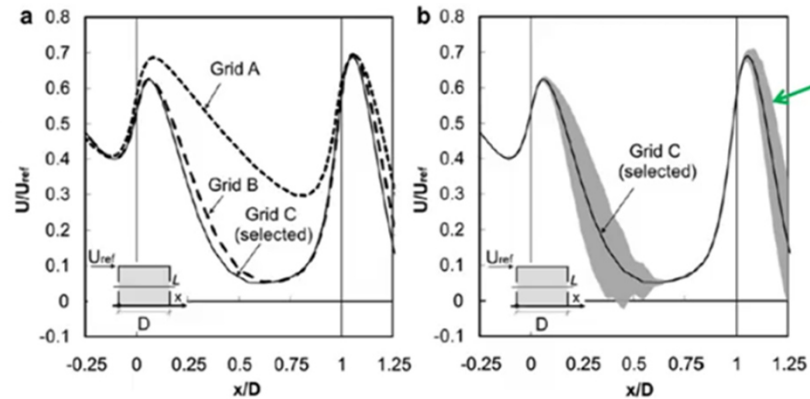 a
0.8
0.7
0.6
0.5
0.4
0.3
0.2
0.1
0
-0.1
U/Uref
Grid A
Grid B
Grid C
(selected)
Uref
L
x
D
-0.25 0 0.25 0.5 0.75 1 1.25
x/D
b
0.8
0.7
0.6
0.5
0.4
0.3
0.2
0.1
0
-0.1
U/Uref
Grid C
(selected)
Uref
L
x
D
-0.25 0 0.25 0.5 0.75 1 1.25
x/D